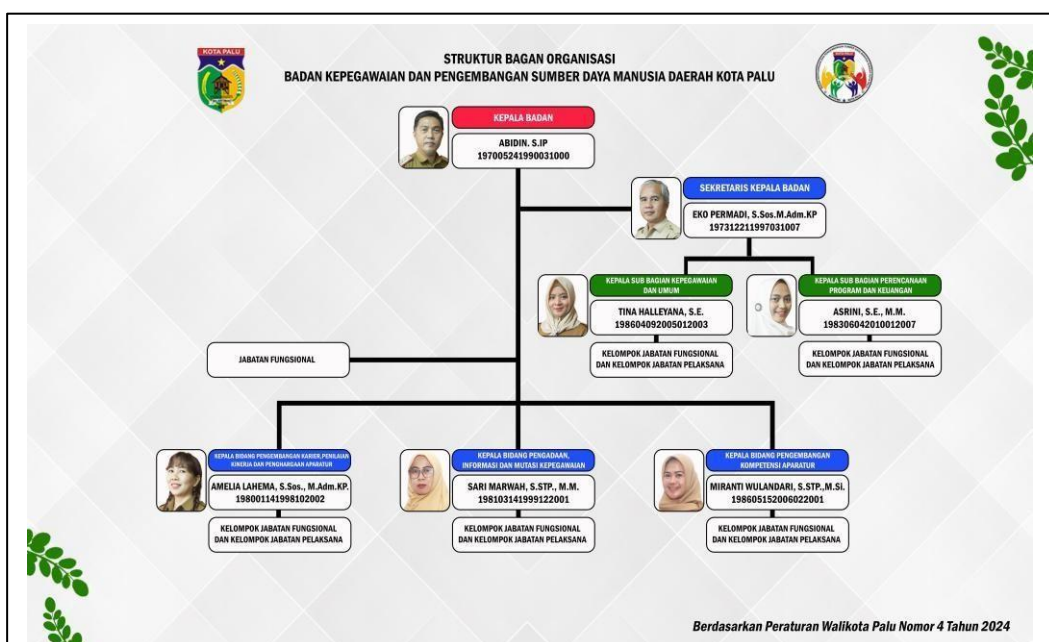 STRUKTUR BAGAN ORGANISASI
BADAN KEPEGAWAIAN DAN PENGEMBANGAN SUMBER DAYA MANUSIA DAERAH KOTA PALU
KOTA PALU
KEPALA BADAN
ABIDIN. S.IP
197005241990031000
SEKRETARIS KEPALA BADAN
EKO PERMADI, S.Sos.M.Adm.KP
197312211997031007
KEPALA SUB BAGIAN KEPEGAWAIAN
DAN UMUM
TINA HALLEYANA, S.E.
198604092005012003
KELOMPOK JABATAN FUNGSIONAL
DAN KELOMPOK JABATAN PELAKSANA
KEPALA SUB BAGIAN PERENCANAAN
PROGRAM DAN KEUANGAN
ASRINI, S.E., M.M.
198306042010012007
KELOMPOK JABATAN FUNGSIONAL
DAN KELOMPOK JABATAN PELAKSANA
JABATAN FUNGSIONAL
KEPALA BIDANG PENGEMBANGAN KARIER,PENILAIAN
KINERJA DAN PENGHARGAAN APARATUR
AMELIA LAHEMA, S.Sos., M.Adm.KP.
198001141998102002
KELOMPOK JABATAN FUNGSIONAL
DAN KELOMPOK JABATAN PELAKSANA
KEPALA BIDANG PENGADAAN,
INFORMASI DAN MUTASI KEPEGAWAIAN
SARI MARWAH, S.STP., M.M.
198103141999122001
KELOMPOK JABATAN FUNGSIONAL
DAN KELOMPOK JABATAN PELAKSANA
KEPALA BIDANG PENGEMBANGAN
KOMPETENSI APARATUR
MIRANTI WULANDARI, S.STP.,M.Si.
198605152006022001
KELOMPOK JABATAN FUNGSIONAL
DAN KELOMPOK JABATAN PELAKSANA
Berdasarkan Peraturan Walikota Palu Nomor 4 Tahun 2024